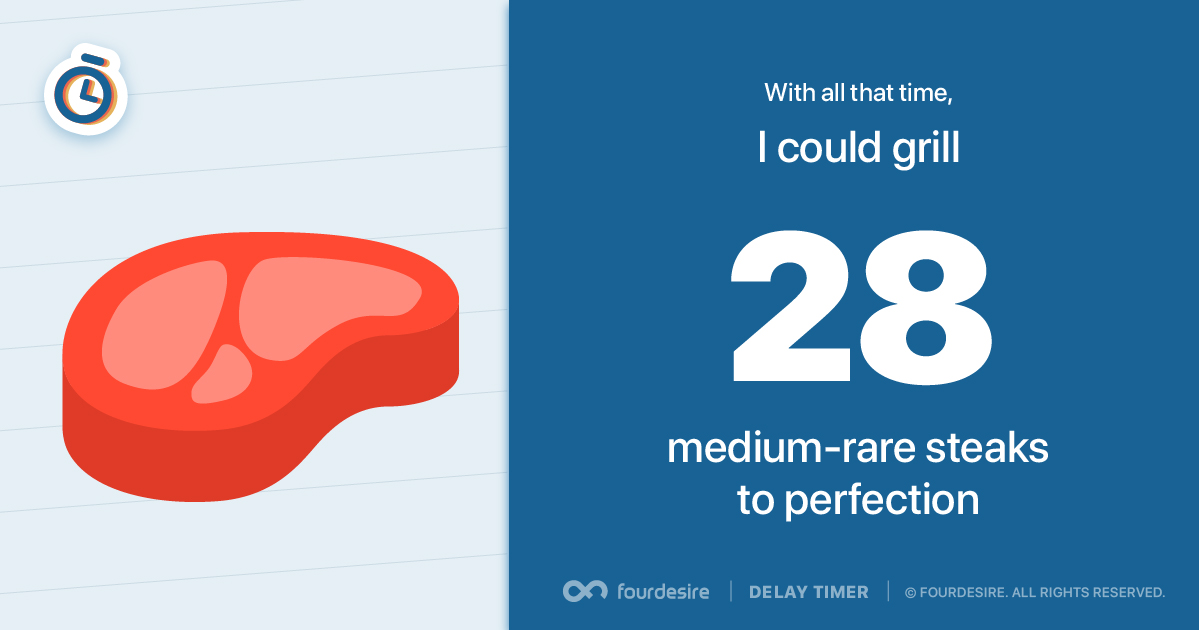 With all that time,
I could grill
28
medium-rare steaks
to perfection
fourdesire | DELAY TIMER | © FOURDESIRE. ALL RIGHTS RESERVED.